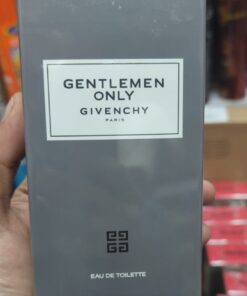 GENTLEMEN
ONLY
GIVENCHY
PARIS
EAU DE TOILETTE